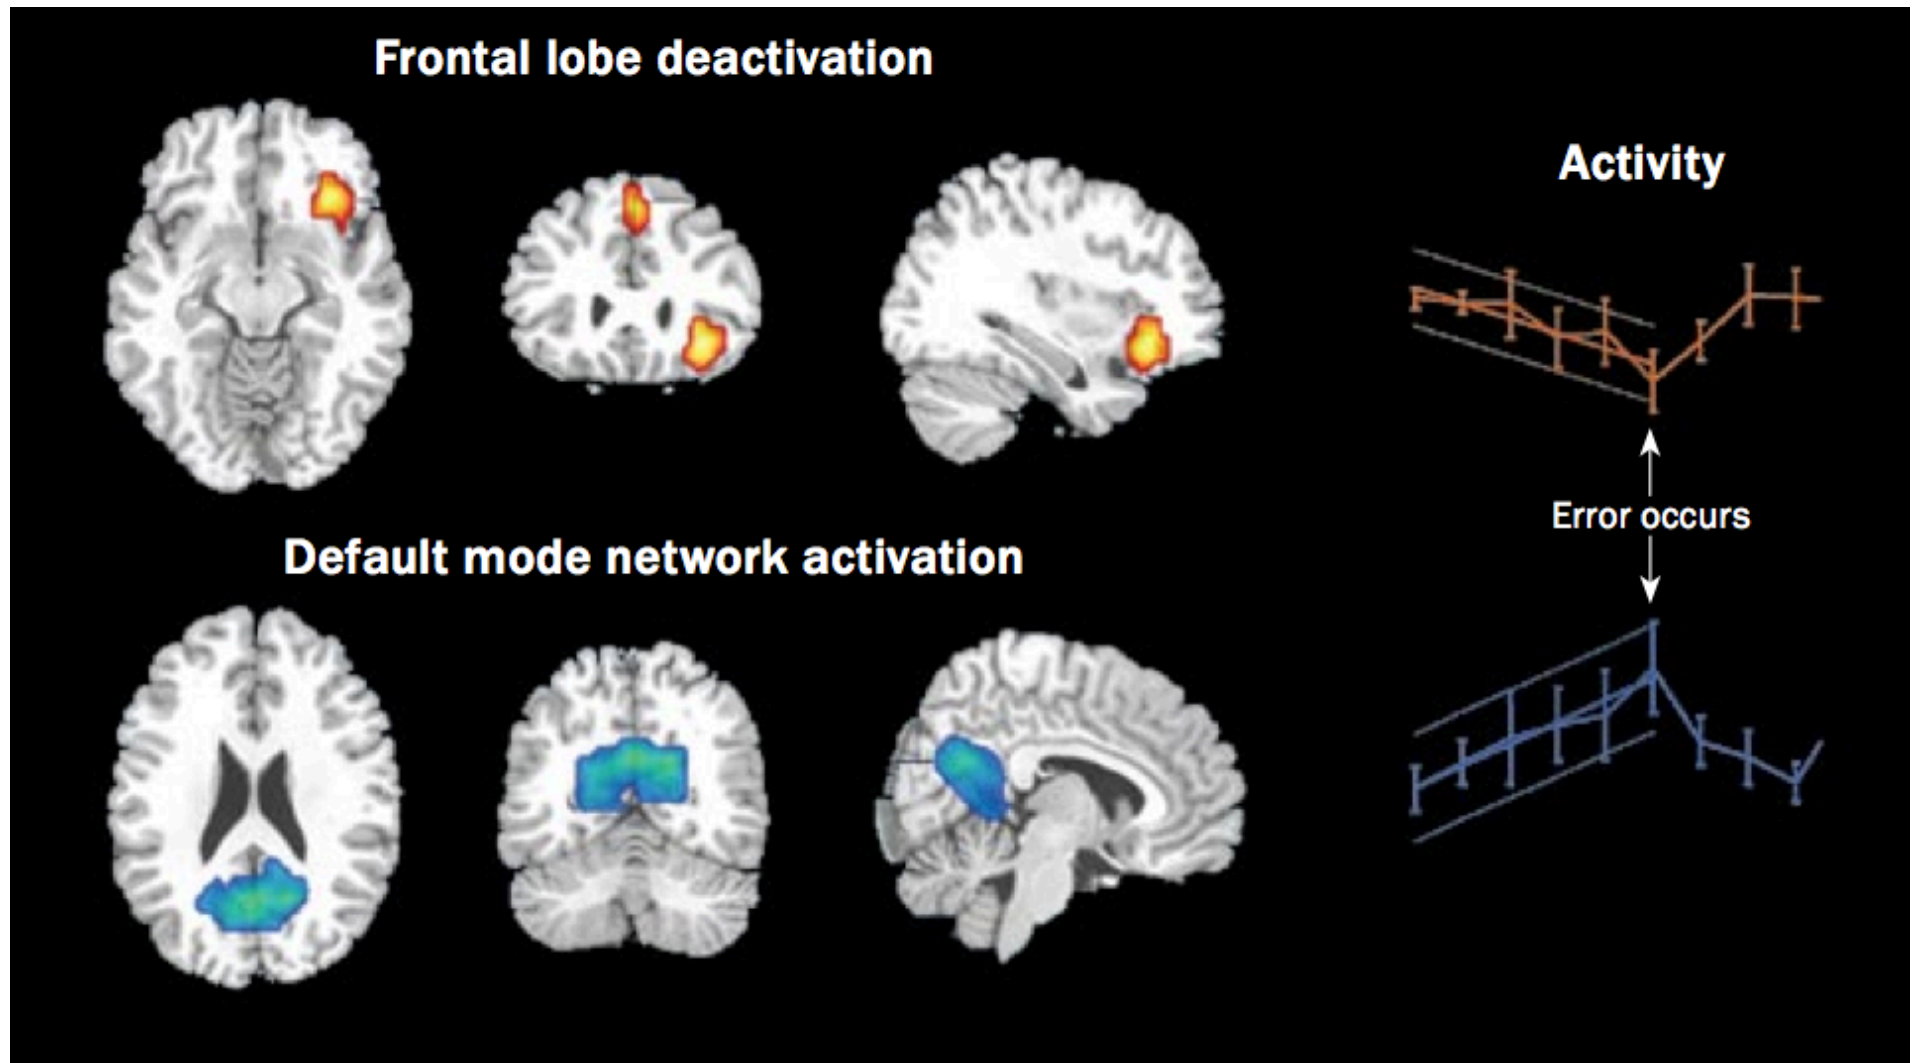 Frontal lobe deactivation
Activity
Error occurs
Default mode network activation